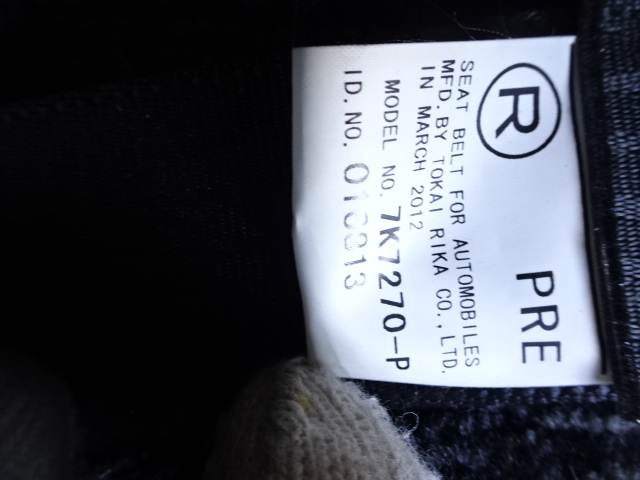 R PRE
SEAT BELT FOR AUTOMOBILES
MFD. BY TOKAI RIKA CO., LTD.
IN MARCH 2012
MODEL NO. 7K7270-P
ID. NO.